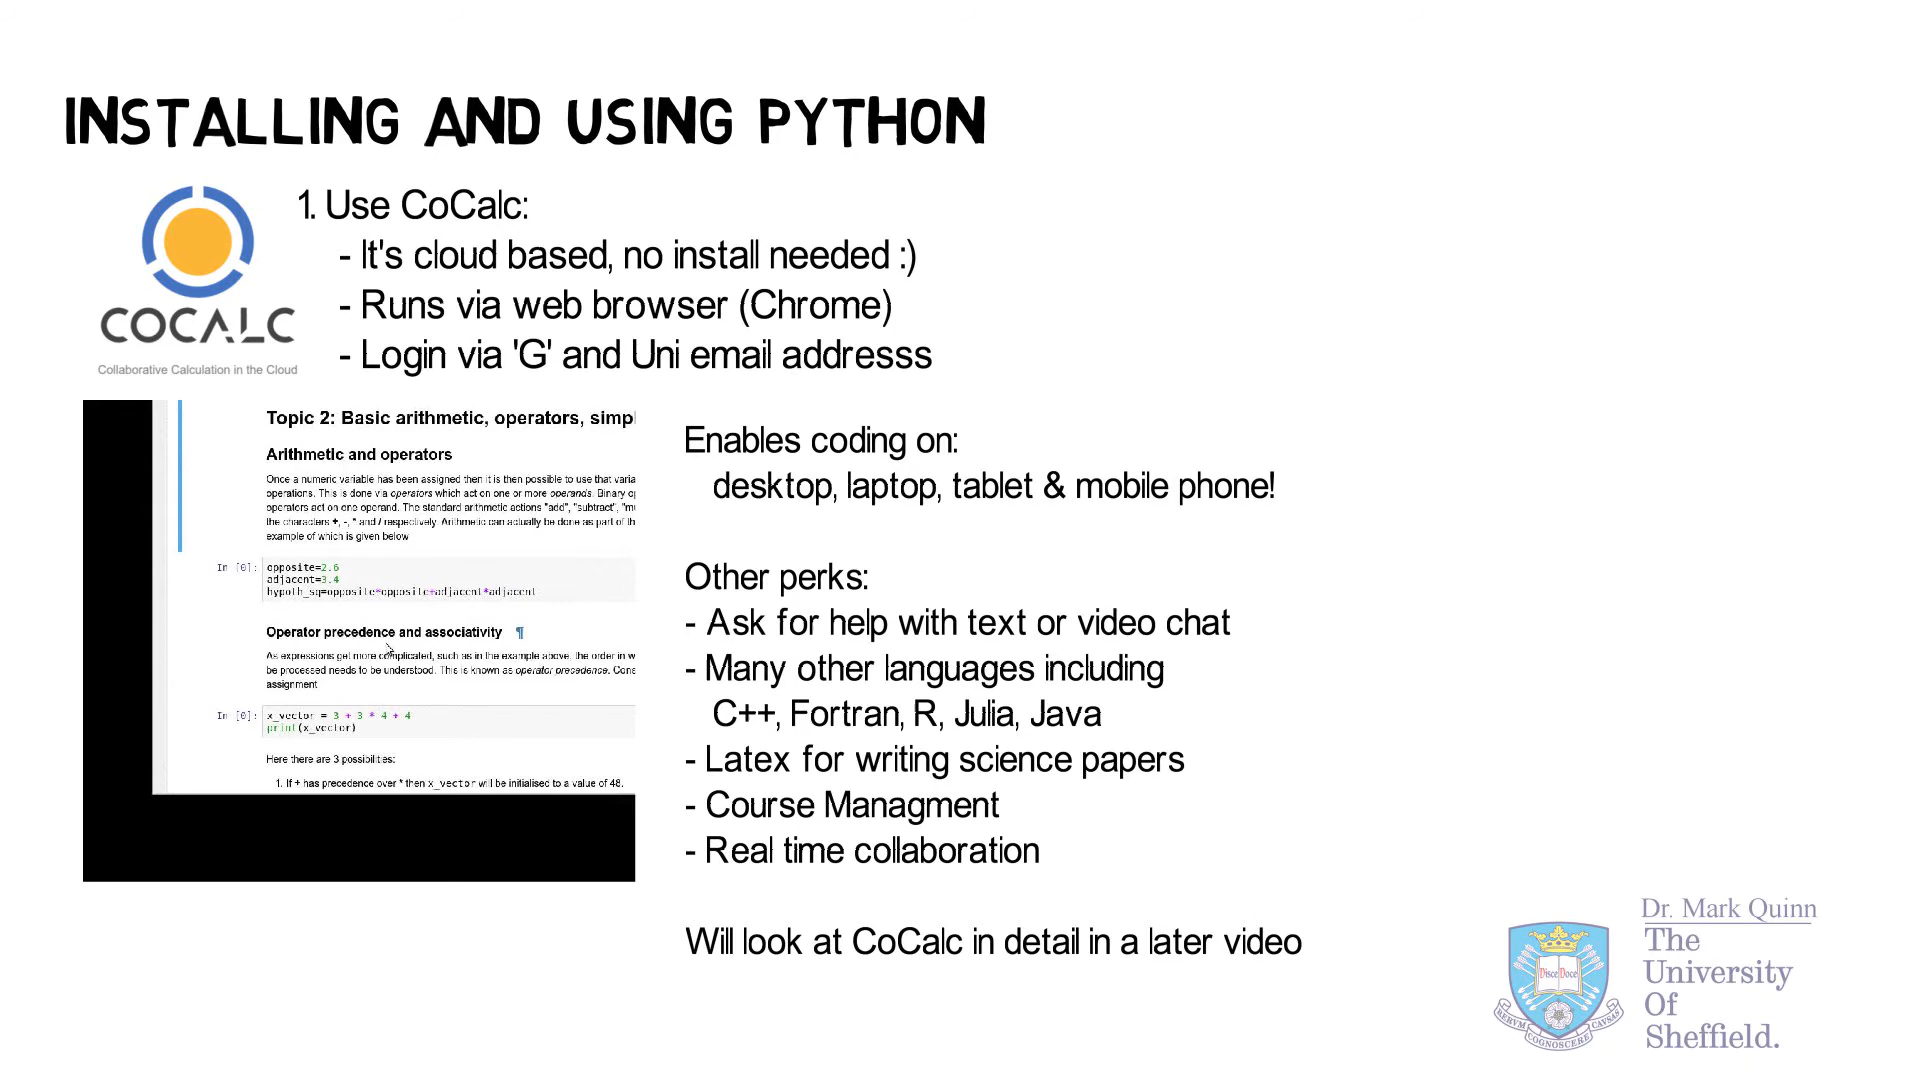 INSTALLING AND USING PYTHON
1. Use CoCalc:
- It's cloud based, no install needed :)
- Runs via web browser (Chrome)
- Login via 'G' and Uni email addresss
COCALC
Collaborative Calculation in the Cloud
Topic 2: Basic arithmetic, operators, simpl
Arithmetic and operators
Once a numeric variable has been assigned then it is then possible to use that varia
operations. This is done via operators which act on one or more operands. Binary op
operators act on one operand. The standard arithmetic actions "add", "subtract", "mu
the characters +, -, * and / respectively. Arithmetic can actually be done as part of th
example of which is given below
In [0]: opposite=2.6
adjacent=3.4
hypoth_sq=opposite*opposite+adjacent*adjacent
Operator precedence and associativity ¶
As expressions get more complicated, such as in the example above, the order in w
be processed needs to be understood. This is known as operator precedence. Cons
assignment
In [0]: x_vector = 3 + 3 * 4 + 4
print(x_vector)
Here there are 3 possibilities:
1. If + has precedence over * then x_vector will be initialised to a value of 48.
Enables coding on:
desktop, laptop, tablet & mobile phone!
Other perks:
- Ask for help with text or video chat
- Many other languages including
C++, Fortran, R, Julia, Java
- Latex for writing science papers
- Course Managment
- Real time collaboration
Will look at CoCalc in detail in a later video
Dr. Mark Quinn
The
University
Of
Sheffield.
Disce Doce
RERVM COGNOSCERE CAVSAS